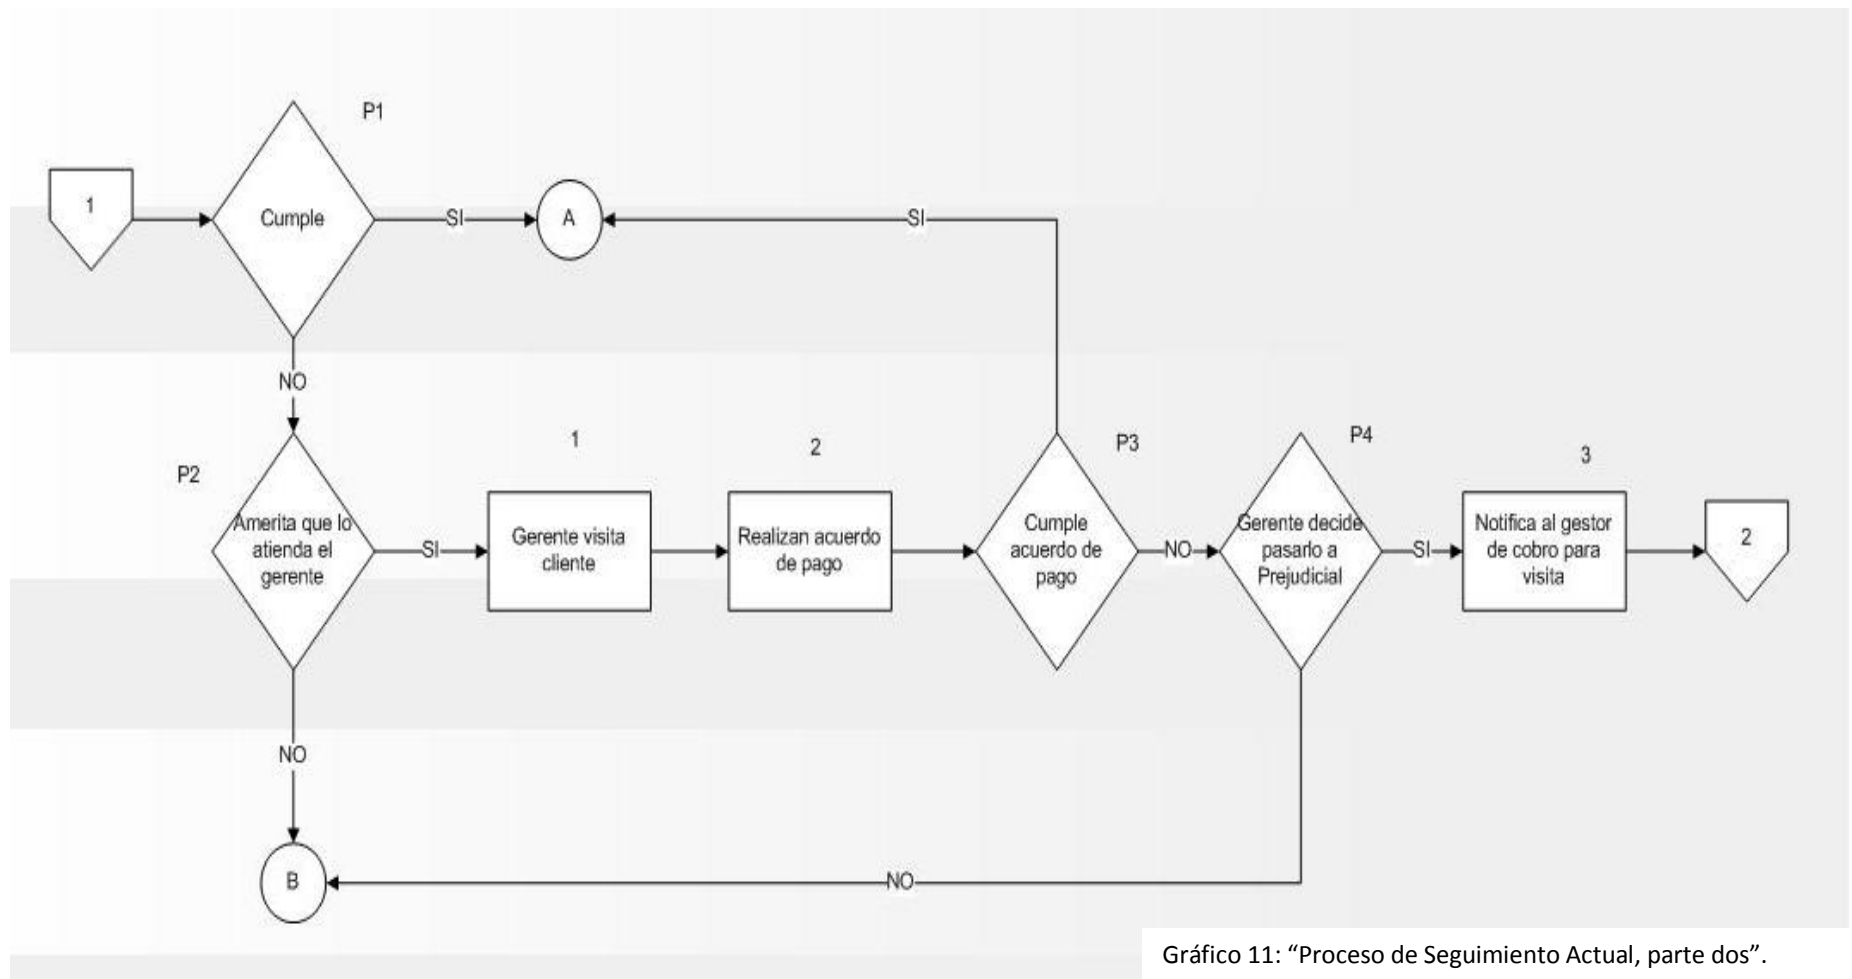 P1
1
Cumple
SI
A
SI
NO
P2
Amerita que lo
atienda el
gerente
SI
1
Gerente visita
cliente
2
Realizan acuerdo
de pago
P3
Cumple
acuerdo de
pago
NO
P4
Gerente decide
pasarlo a
Prejudicial
SI
3
Notifica al gestor
de cobro para
visita
2
NO
B
NO
Gráfico 11: “Proceso de Seguimiento Actual, parte dos”.